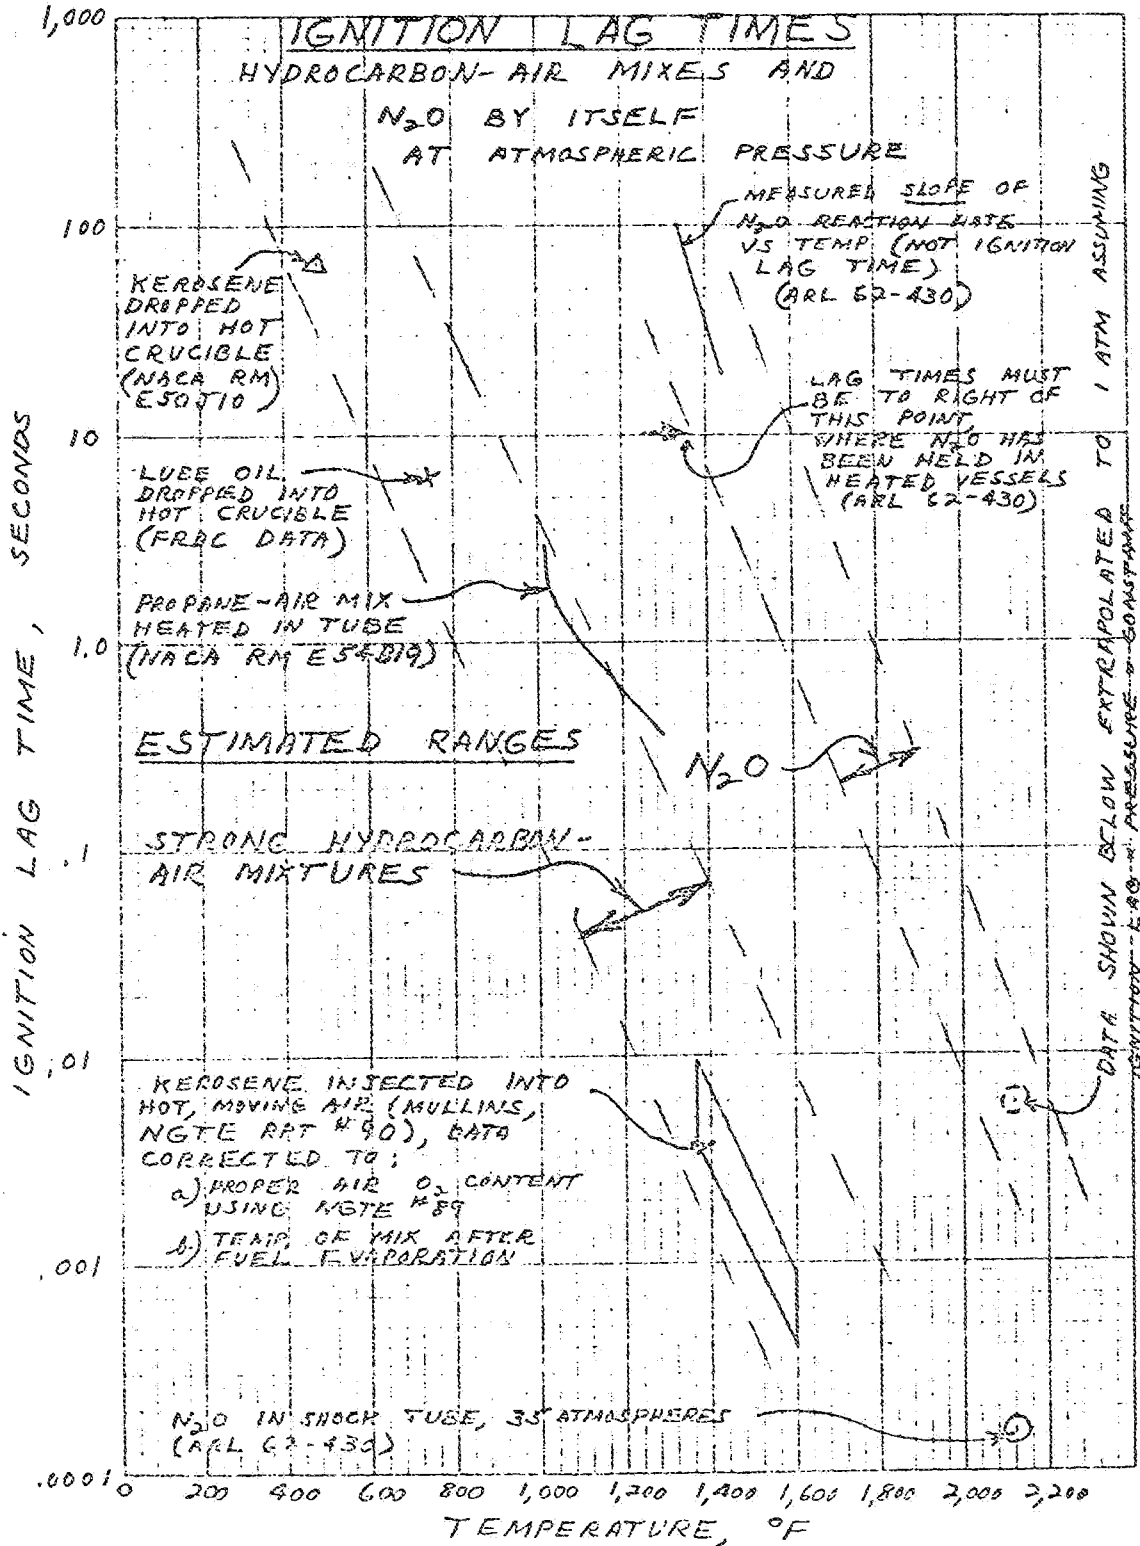 IGNITION LAG TIMES
HYDROCARBON-AIR MIXES AND
N₂O BY ITSELF
AT ATMOSPHERIC PRESSURE
1,000
100
10
1.0
.1
.01
.001
.0001
IGNITION LAG TIME, SECONDS
MEASURED SLOPE OF
N₂O REACTION RATE
VS TEMP (NOT IGNITION
LAG TIME)
(ARL 62-430)
KEROSENE
DROPPED
INTO HOT
CRUCIBLE
(NACA RM
E50J10)
LAG TIMES MUST
BE TO RIGHT OF
THIS POINT,
WHERE N₂O HAS
BEEN HELD IN
HEATED VESSELS
(ARL 62-430)
LUBE OIL
DROPPED INTO
HOT CRUCIBLE
(FRDC DATA)
PROPANE-AIR MIX
HEATED IN TUBE
(NACA RM
ESTIMATED RANGES
N₂O
STRONG HYDROCARBON-
AIR MIXTURES
KEROSENE INJECTED INTO
HOT, MOVING AIR (MULLINS,
NGTE RPT #90), DATA
CORRECTED TO:
a) PROPER AIR O₂ CONTENT
USING NGTE #89
b) TEMP. OF MIX AFTER
FUEL EVAPORATION
N₂O IN SHOCK TUBE, 35 ATMOSPHERES
(ARL 62-430)
DATA SHOWN BELOW EXTRAPOLATED TO 1 ATM ASSUMING
IGNITION LAG × PRESSURE = CONSTANT
0 200 400 600 800 1,000 1,200 1,400 1,600 1,800 2,000 2,200
TEMPERATURE, °F